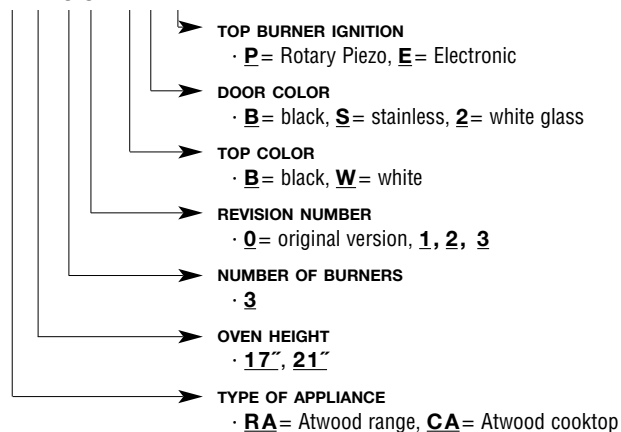 TOP BURNER IGNITION
· P= Rotary Piezo, E= Electronic
DOOR COLOR
· B= black, S= stainless, 2= white glass
TOP COLOR
· B= black, W= white
REVISION NUMBER
· 0= original version, 1, 2, 3
NUMBER OF BURNERS
· 3
OVEN HEIGHT
· 17˝, 21˝
TYPE OF APPLIANCE
· RA= Atwood range, CA= Atwood cooktop